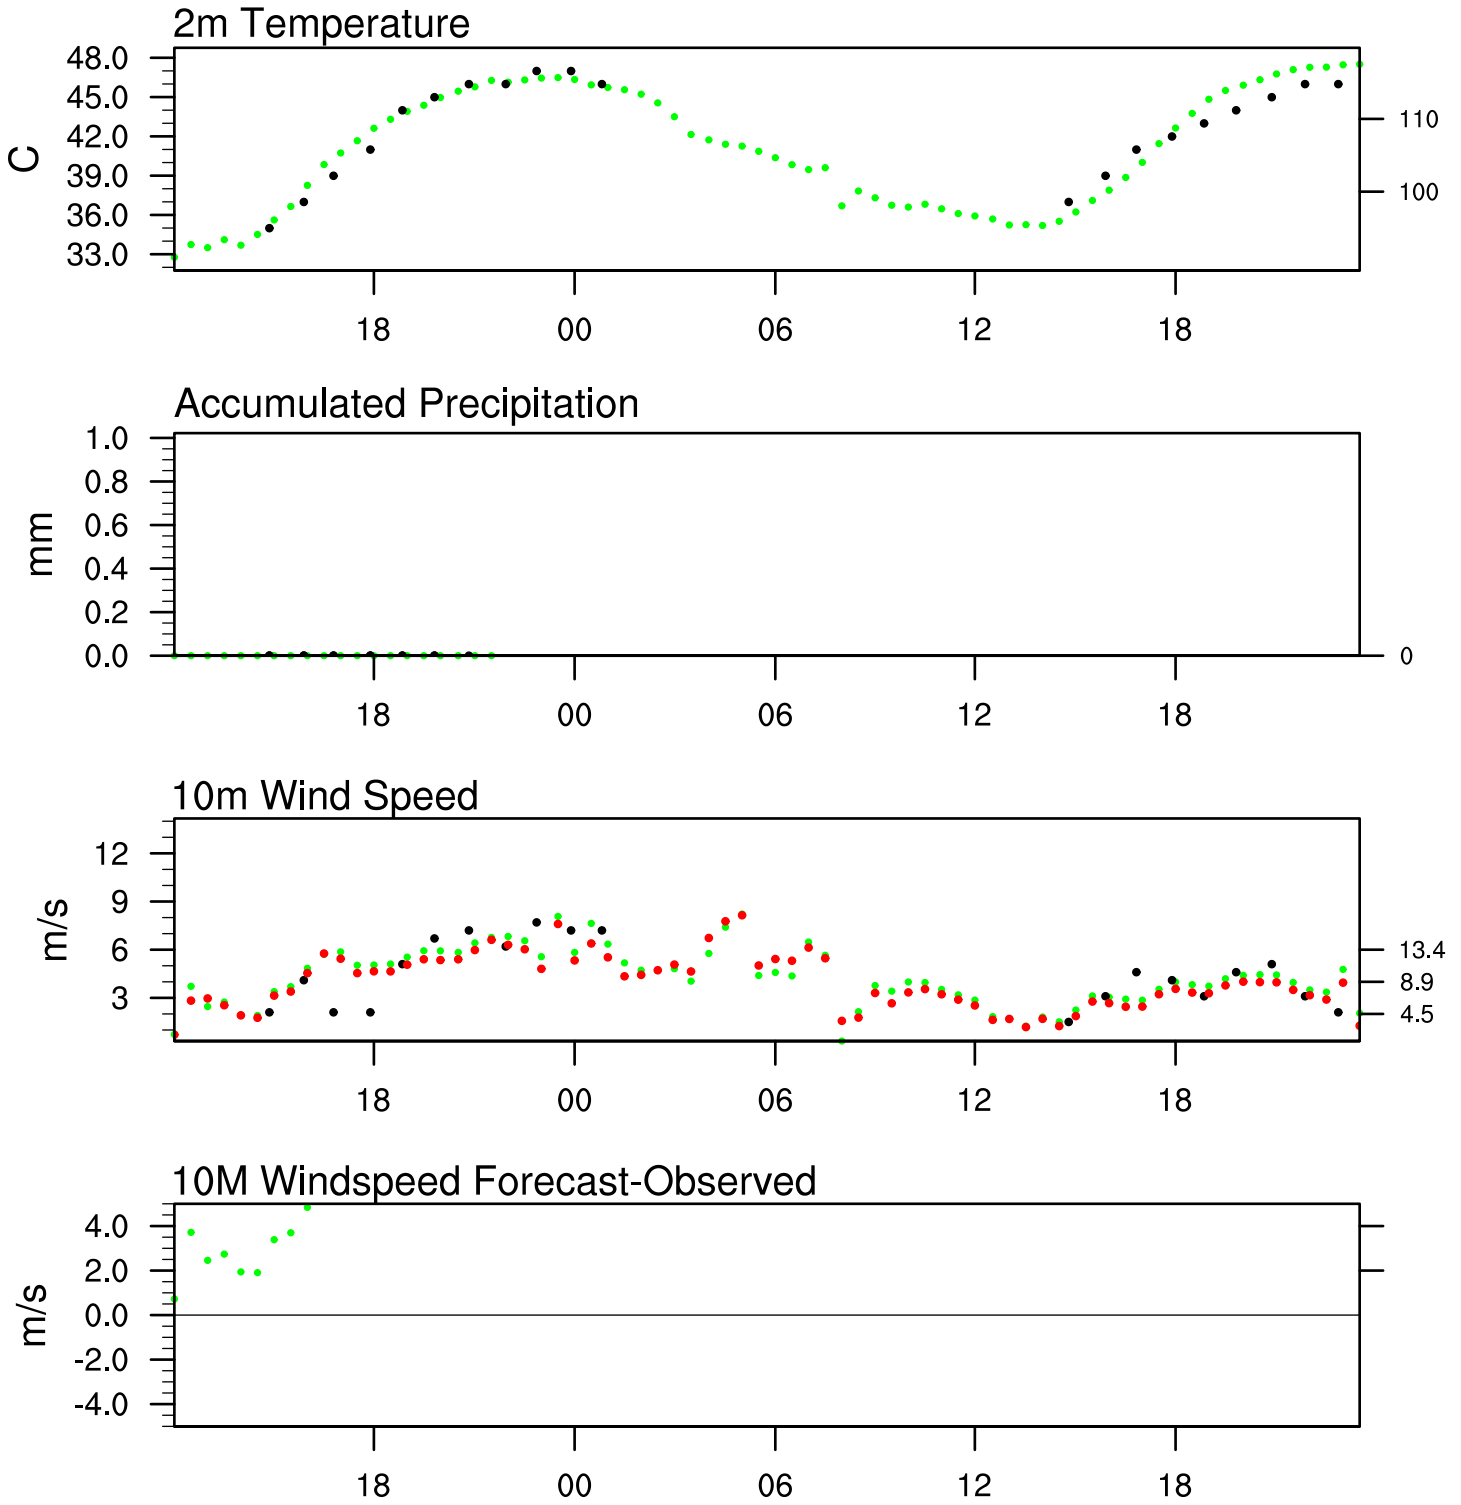 2m Temperature
48.0
45.0
42.0
39.0
36.0
33.0
C
110
100
18 00 06 12 18
Accumulated Precipitation
1.0
0.8
0.6
0.4
0.2
0.0
mm
0
18 00 06 12 18
10m Wind Speed
12
9
6
3
m/s
13.4
8.9
4.5
18 00 06 12 18
10M Windspeed Forecast-Observed
4.0
2.0
0.0
-2.0
-4.0
m/s
18 00 06 12 18